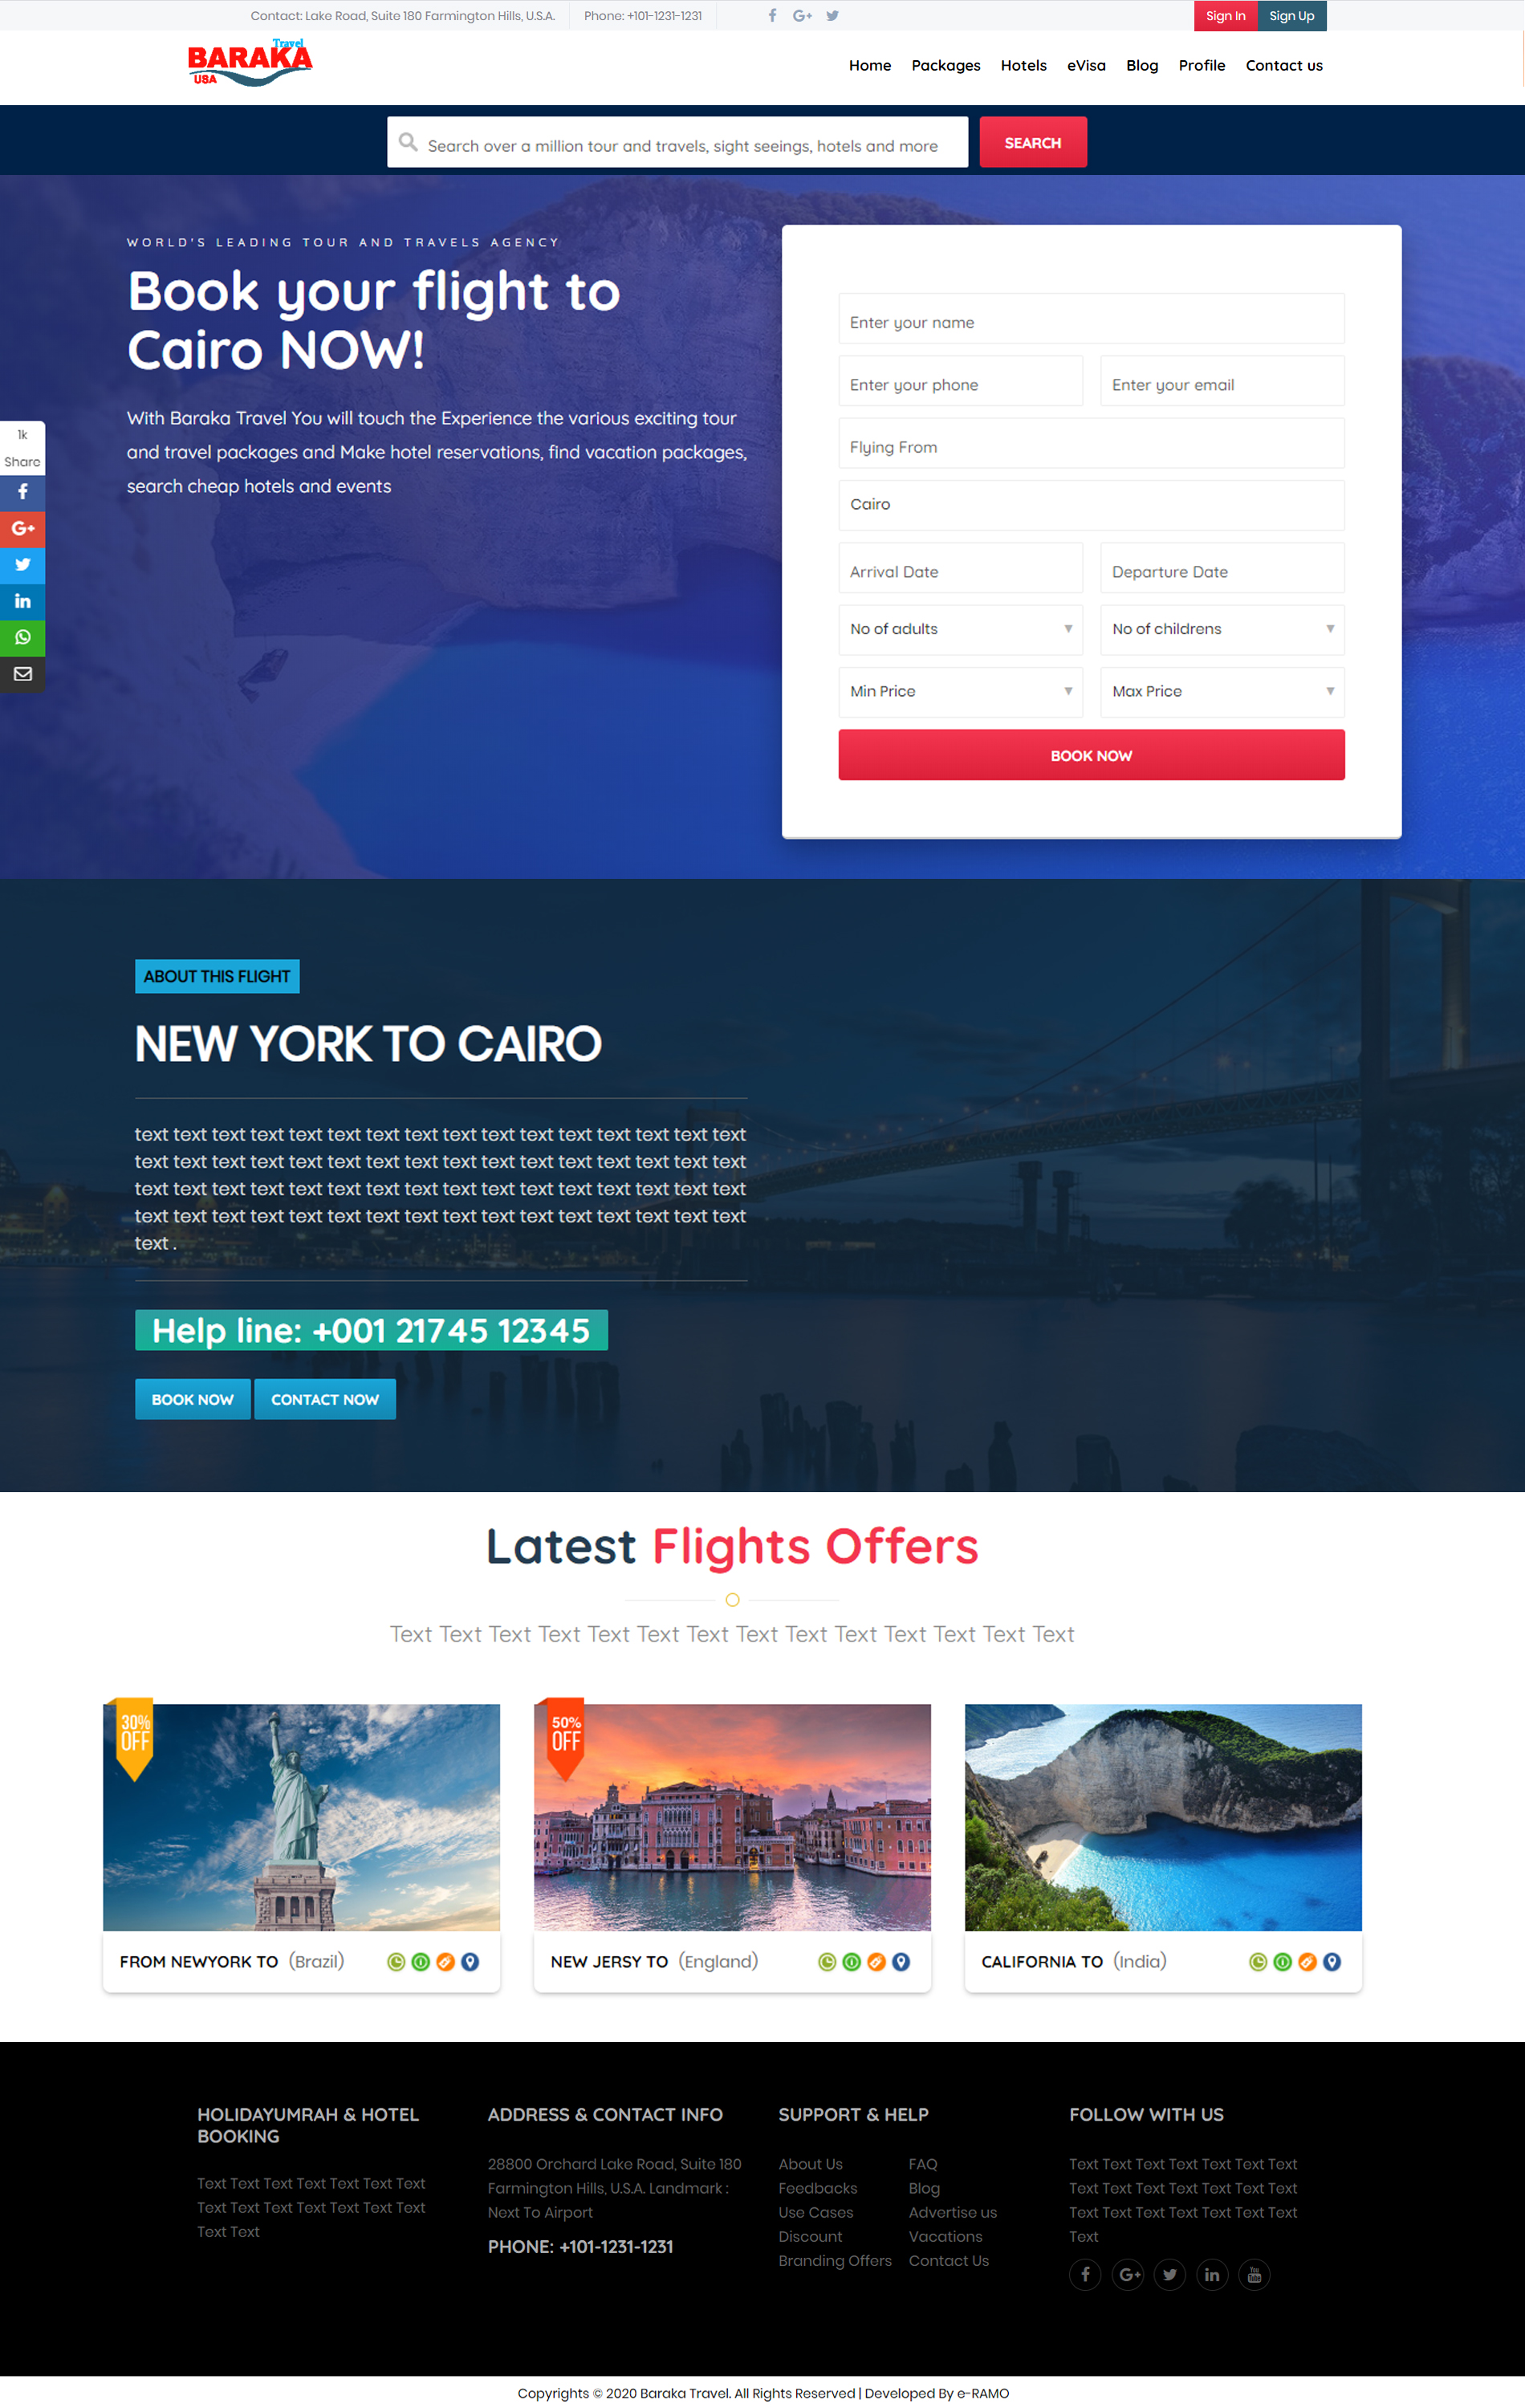 Contact: Lake Road, Suite 180 Farmington Hills, U.S.A.
Phone: +101-1231-1231
Sign In
Sign Up
Travel
BARAKA
USA
Home
Packages
Hotels
eVisa
Blog
Profile
Contact us
Search over a million tour and travels, sight seeings, hotels and more
SEARCH
WORLD'S LEADING TOUR AND TRAVELS AGENCY
Book your flight to
Cairo NOW!
With Baraka Travel You will touch the Experience the various exciting tour
and travel packages and Make hotel reservations, find vacation packages,
search cheap hotels and events
1k
Share
Enter your name
Enter your phone
Enter your email
Flying From
Cairo
Arrival Date
Departure Date
No of adults
No of childrens
Min Price
Max Price
BOOK NOW
ABOUT THIS FLIGHT
NEW YORK TO CAIRO
text text text text text text text text text text text text text text text text
text text text text text text text text text text text text text text text text
text text text text text text text text text text text text text text text text
text text text text text text text text text text text text text text text text
text .
Help line: +001 21745 12345
BOOK NOW
CONTACT NOW
Latest Flights Offers
Text Text Text Text Text Text Text Text Text Text Text Text Text Text
30%
OFF
50%
OFF
FROM NEWYORK TO (Brazil)
NEW JERSY TO (England)
CALIFORNIA TO (India)
HOLIDAYUMRAH & HOTEL
BOOKING
Text Text Text Text Text Text Text
Text Text Text Text Text Text Text
Text Text
ADDRESS & CONTACT INFO
28800 Orchard Lake Road, Suite 180
Farmington Hills, U.S.A. Landmark :
Next To Airport
PHONE: +101-1231-1231
SUPPORT & HELP
About Us
Feedbacks
Use Cases
Discount
Branding Offers
FAQ
Blog
Advertise us
Vacations
Contact Us
FOLLOW WITH US
Text Text Text Text Text Text Text
Text Text Text Text Text Text Text
Text Text Text Text Text Text Text
Text
You
Tube
Copyrights © 2020 Baraka Travel. All Rights Reserved | Developed By e-RAMO